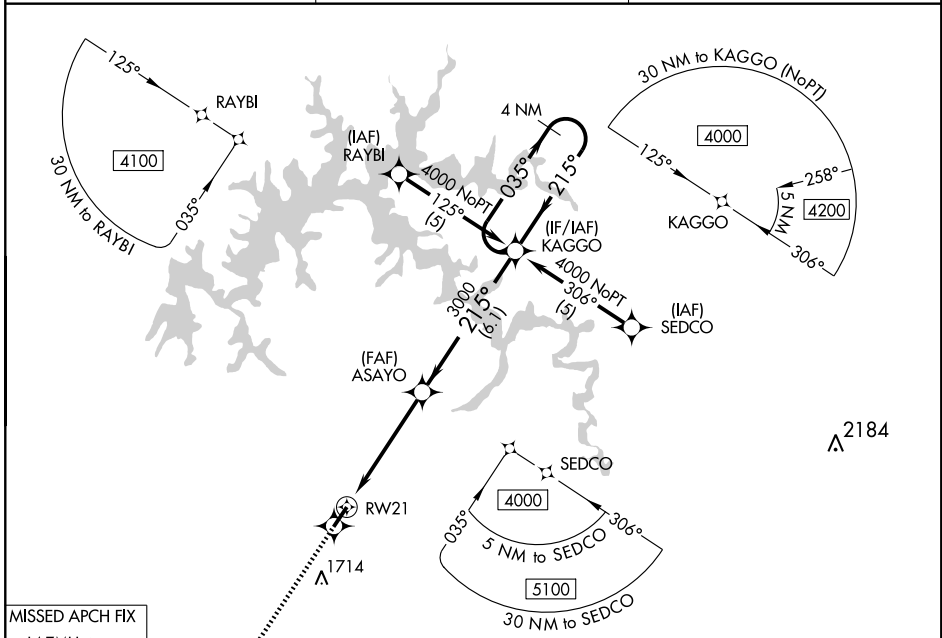 125°
RAYBI
4100
30 NM to RAYBI
035°
(IAF)
RAYBI
4000 NoPT
125°
(5)
4 NM
035°
215°
(IF/IAF)
KAGGO
30 NM to KAGGO (NoPT)
4000
125°
258°
5 NM
4200
KAGGO
306°
4000 NoPT
306°
(5)
(IAF)
SEDCO
3000
215°
(6.1)
(FAF)
ASAYO
2184
RW21
1714
SEDCO
4000
035°
306°
5 NM to SEDCO
5100
30 NM to SEDCO
MISSED APCH FIX